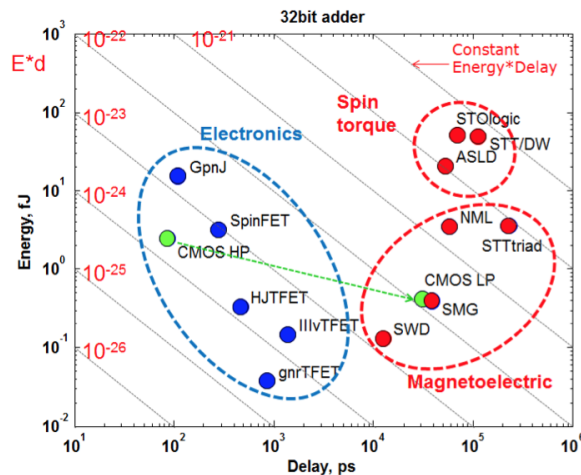 32bit adder
E*d
10^-22
10^-21
10^-23
10^-24
10^-25
10^-26
Constant
Energy*Delay
Spin
torque
STOlogic
STT/DW
ASLD
Electronics
GpnJ
SpinFET
CMOS HP
HJTFET
IIIvTFET
gnrTFET
NML
STTtriad
CMOS LP
SMG
SWD
Magnetoelectric
Energy, fJ
10^3
10^2
10^1
10^0
10^-1
10^-2
10^1
10^2
10^3
10^4
10^5
10^6
Delay, ps